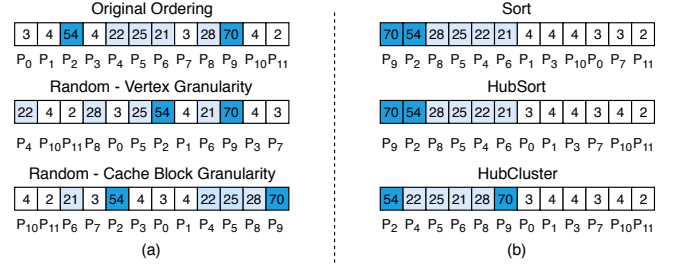 Original Ordering
3 4 54 4 22 25 21 3 28 70 4 2
P₀ P₁ P₂ P₃ P₄ P₅ P₆ P₇ P₈ P₉ P₁₀ P₁₁
Random - Vertex Granularity
22 4 2 28 3 25 54 4 21 70 4 3
P₄ P₁₀ P₁₁ P₈ P₀ P₅ P₂ P₁ P₆ P₉ P₃ P₇
Random - Cache Block Granularity
4 2 21 3 54 4 3 4 22 25 28 70
P₁₀ P₁₁ P₆ P₇ P₂ P₃ P₀ P₁ P₄ P₅ P₈ P₉
(a)
Sort
70 54 28 25 22 21 4 4 4 3 3 2
P₉ P₂ P₈ P₅ P₄ P₆ P₁ P₃ P₁₀ P₀ P₇ P₁₁
HubSort
70 54 28 25 22 21 3 4 4 3 4 2
P₉ P₂ P₈ P₅ P₄ P₆ P₀ P₁ P₃ P₇ P₁₀ P₁₁
HubCluster
54 22 25 21 28 70 3 4 4 3 4 2
P₂ P₄ P₅ P₆ P₈ P₉ P₀ P₁ P₃ P₇ P₁₀ P₁₁
(b)